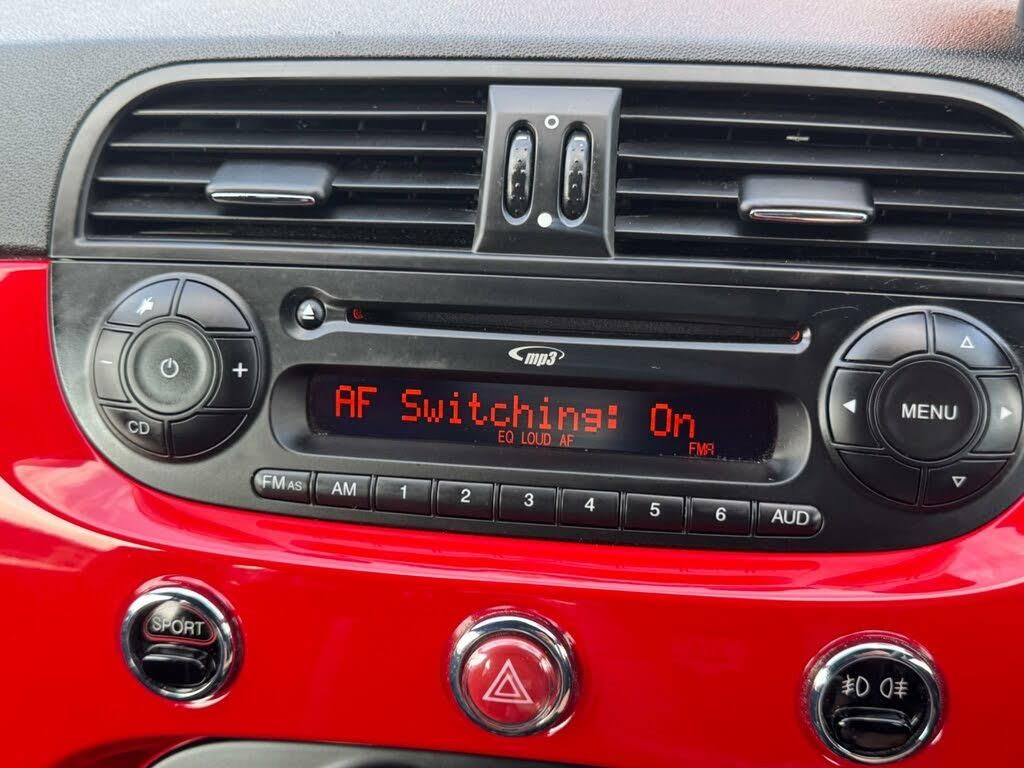 mp3
AF Switching: On
EQ LOUD AF
FMA
CD
MENU
FM AS AM 1 2 3 4 5 6 AUD
SPORT